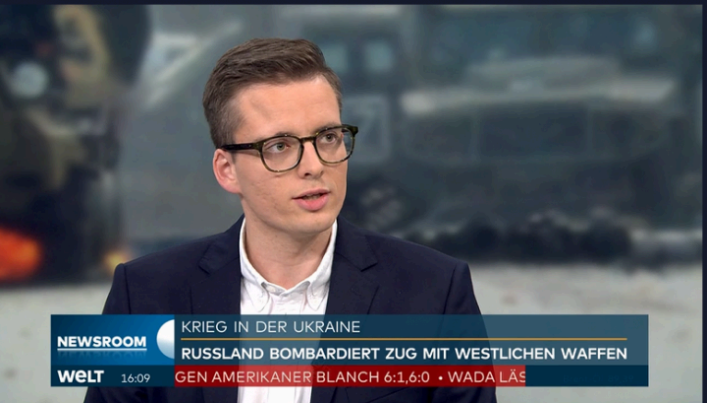 KRIEG IN DER UKRAINE
NEWSROOM
RUSSLAND BOMBARDIERT ZUG MIT WESTLICHEN WAFFEN
WELT 16:09
GEN AMERIKANER BLANCH 6:1,6:0 • WADA LÄS